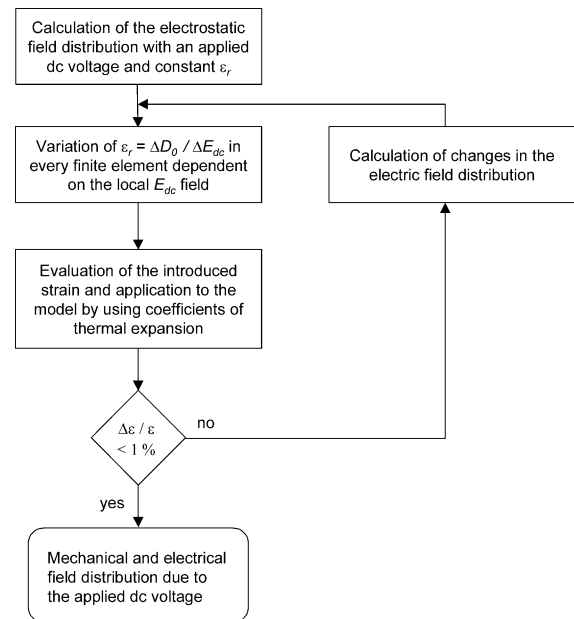 Calculation of the electrostatic
field distribution with an applied
dc voltage and constant εr
Variation of εr = ΔD0 / ΔEdc in
every finite element dependent
on the local Edc field
Calculation of changes in the
electric field distribution
Evaluation of the introduced
strain and application to the
model by using coefficients of
thermal expansion
Δε / ε
< 1 %
no
yes
Mechanical and electrical
field distribution due to
the applied dc voltage